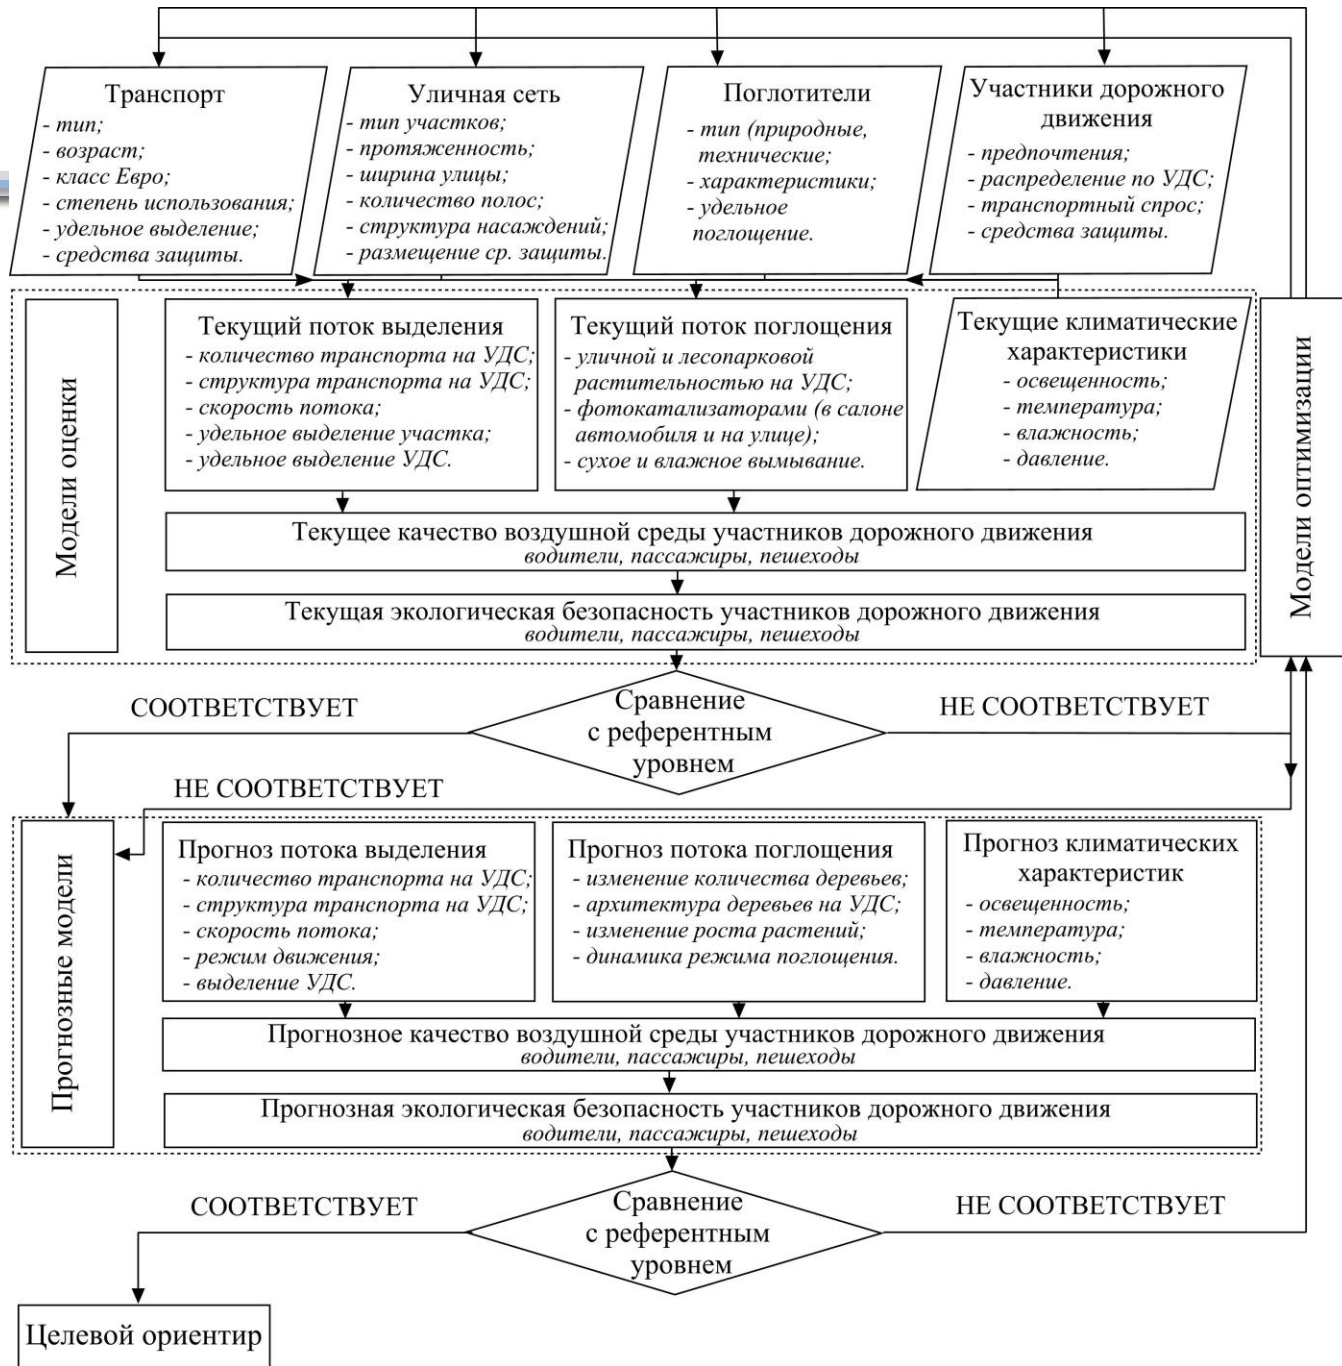 Транспорт
- тип;
- возраст;
- класс Евро;
- степень использования;
- удельное выделение;
- средства защиты.
Уличная сеть
- тип участков;
- протяженность;
- ширина улицы;
- количество полос;
- структура насаждений;
- размещение ср. защиты.
Поглотители
- тип (природные,
технические;
- характеристики;
- удельное
поглощение.
Участники дорожного
движения
- предпочтения;
- распределение по УДС;
- транспортный спрос;
- средства защиты.
Модели оценки
Текущий поток выделения
- количество транспорта на УДС;
- структура транспорта на УДС;
- скорость потока;
- удельное выделение участка;
- удельное выделение УДС.
Текущий поток поглощения
- уличной и лесопарковой
растительностью на УДС;
- фотокатализаторами (в салоне
автомобиля и на улице);
- сухое и влажное вымывание.
Текущие климатические
характеристики
- освещенность;
- температура;
- влажность;
- давление.
Модели оптимизации
Текущее качество воздушной среды участников дорожного движения
водители, пассажиры, пешеходы
Текущая экологическая безопасность участников дорожного движения
водители, пассажиры, пешеходы
СООТВЕТСТВУЕТ
Сравнение
с референтным
уровнем
НЕ СООТВЕТСТВУЕТ
НЕ СООТВЕТСТВУЕТ
Прогнозные модели
Прогноз потока выделения
- количество транспорта на УДС;
- структура транспорта на УДС;
- скорость потока;
- режим движения;
- выделение УДС.
Прогноз потока поглощения
- изменение количества деревьев;
- архитектура деревьев на УДС;
- изменение роста растений;
- динамика режима поглощения.
Прогноз климатических
характеристик
- освещенность;
- температура;
- влажность;
- давление.
Прогнозное качество воздушной среды участников дорожного движения
водители, пассажиры, пешеходы
Прогнозная экологическая безопасность участников дорожного движения
водители, пассажиры, пешеходы
СООТВЕТСТВУЕТ
Сравнение
с референтным
уровнем
НЕ СООТВЕТСТВУЕТ
Целевой ориентир